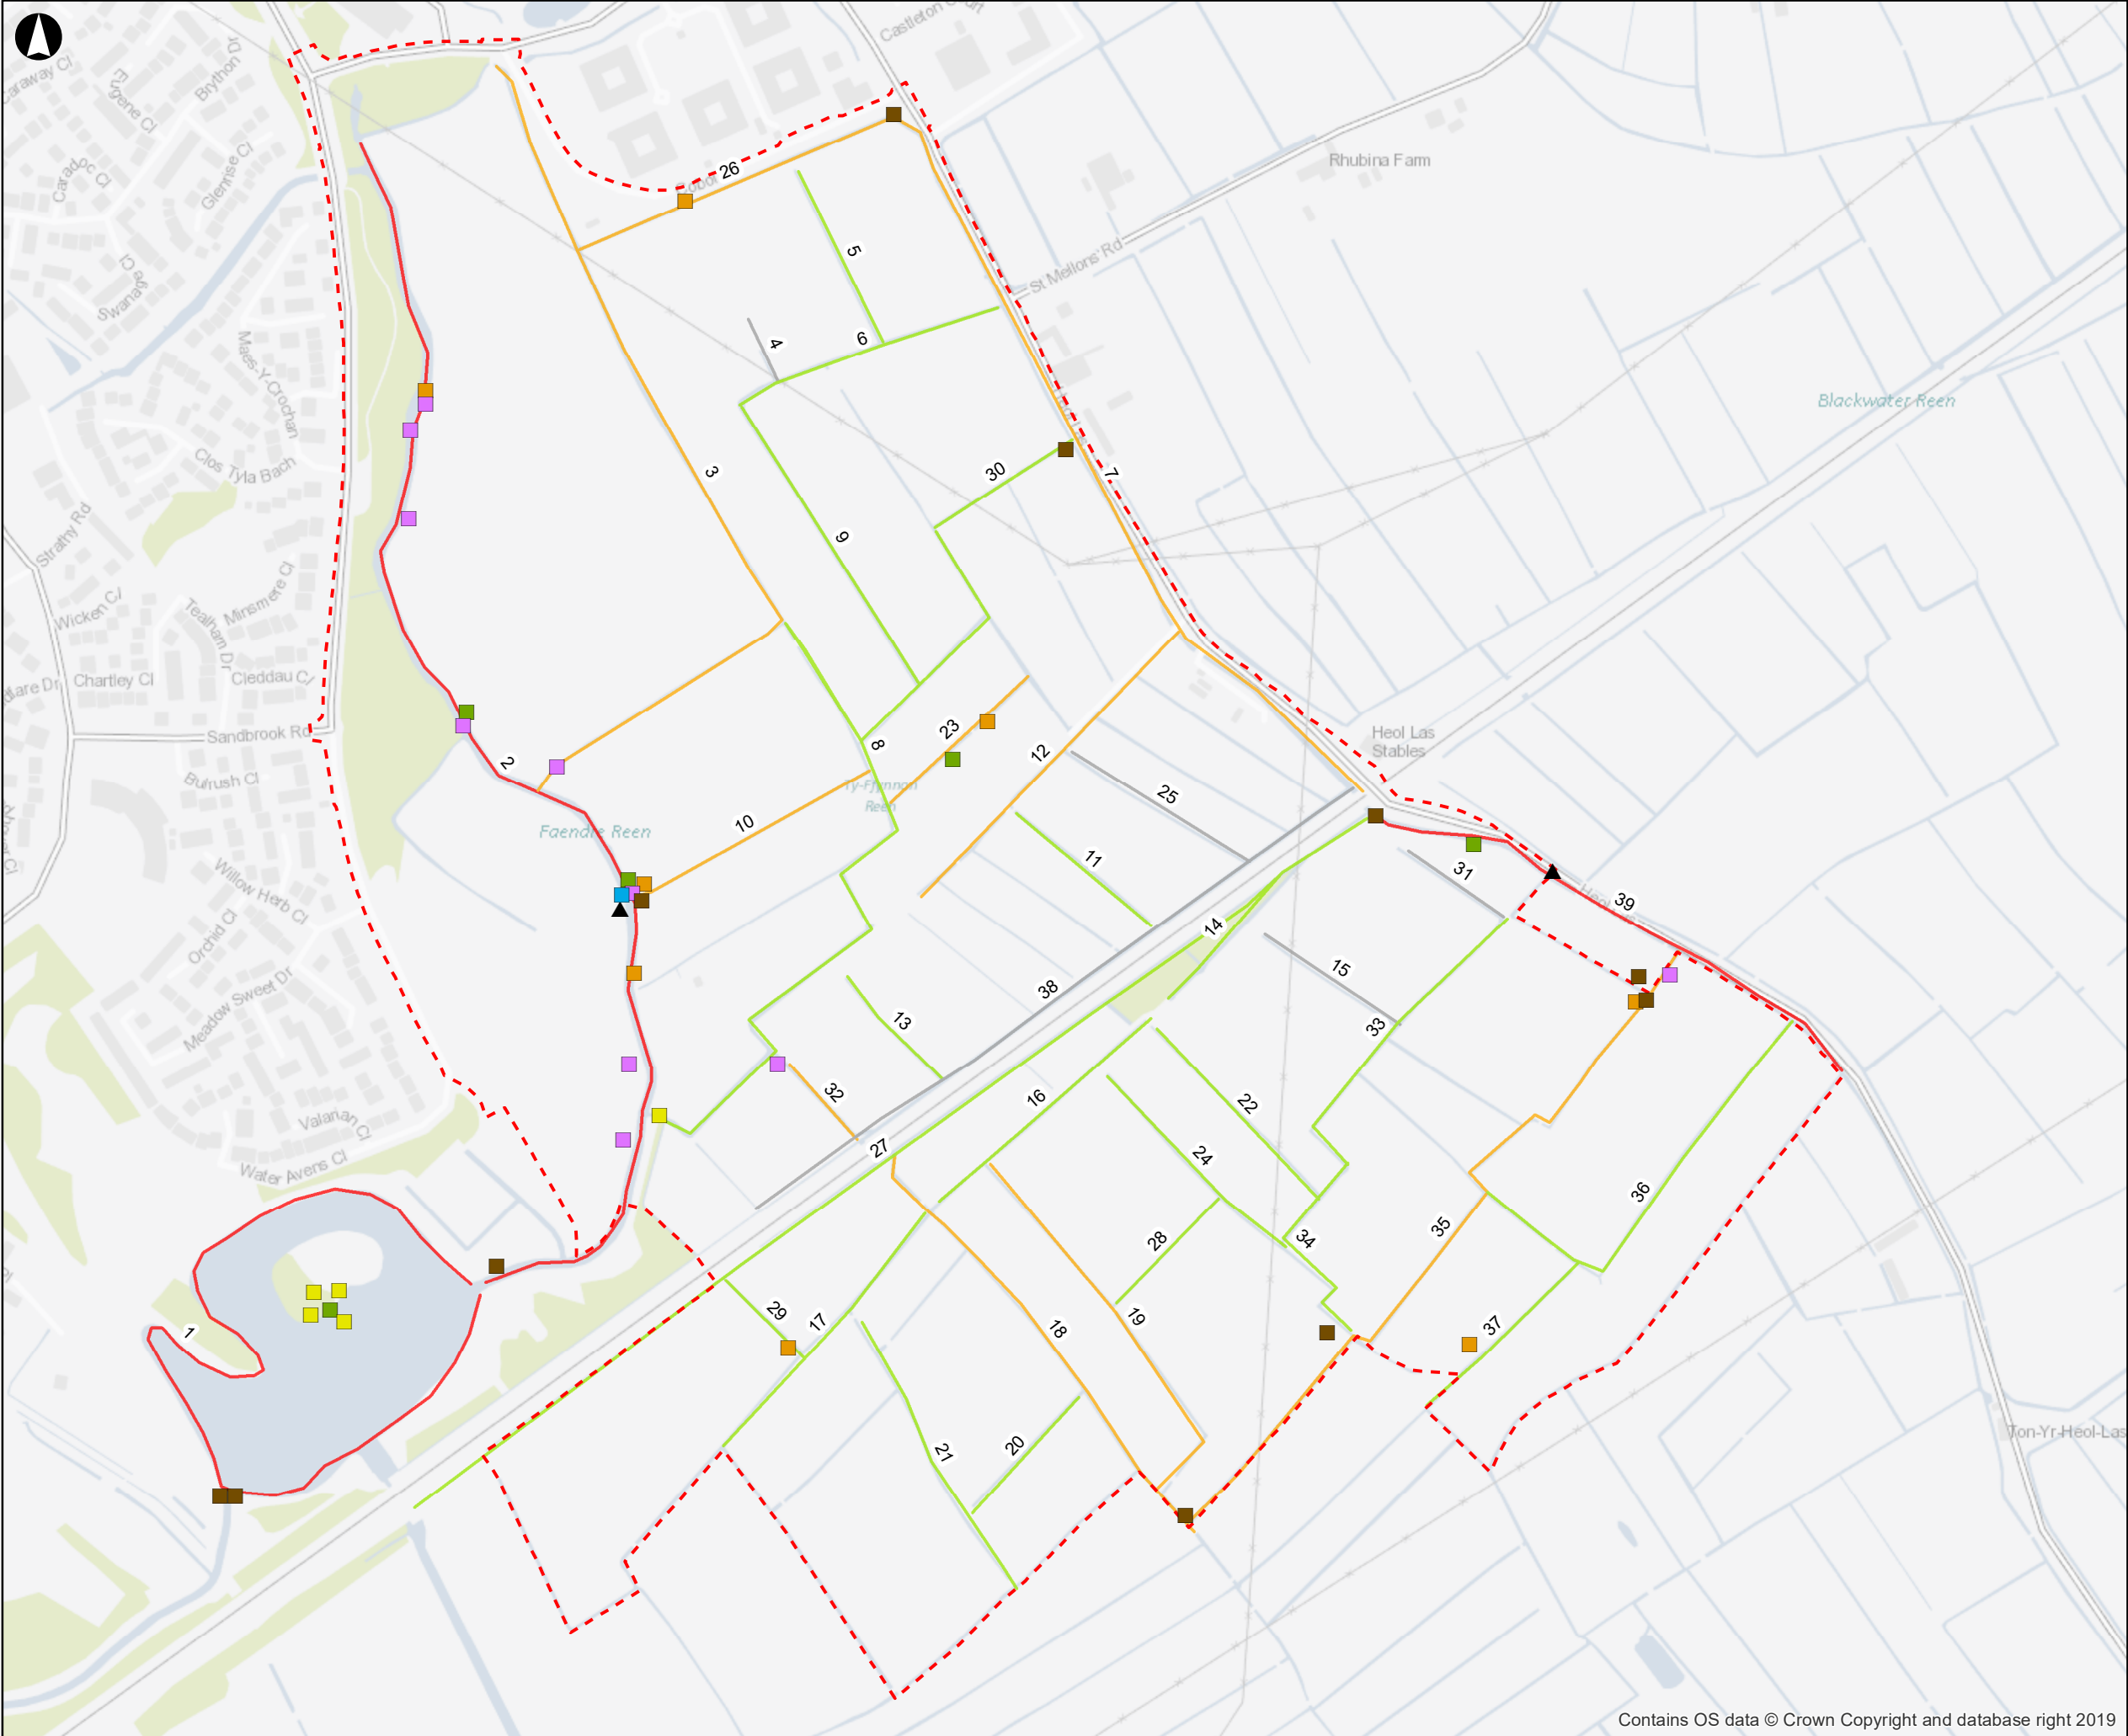 Castleton Court
Caraway Cl
Eugene Cl
Brython Dr
Caradoc Cl
Glenrise Cl
Swanage Cl
Rhubina Farm
St Mellons Rd
26
5
4
6
Maes-Y-Crochan
Blackwater Reen
Clos Tyla Bach
3
30
7
9
Strathy Rd
Wicken Cl
Minsmere Cl
Tealham Dr
Chartley Cl
Cleddau Cl
Sandbrook Rd
Bulrush Cl
2
8
23
12
Heol Las
Stables
Ty-Ffynnon
Reen
25
Faendre Reen
10
11
31
39
Willow Herb Cl
Orchid Cl
14
15
Meadow Sweet Dr
38
13
33
32
16
22
Valarian Cl
Water Avens Cl
27
24
36
34
28
35
1
29
17
18
19
37
21
20
Ton-Yr-Heol-Las
Contains OS data © Crown Copyright and database right 2019